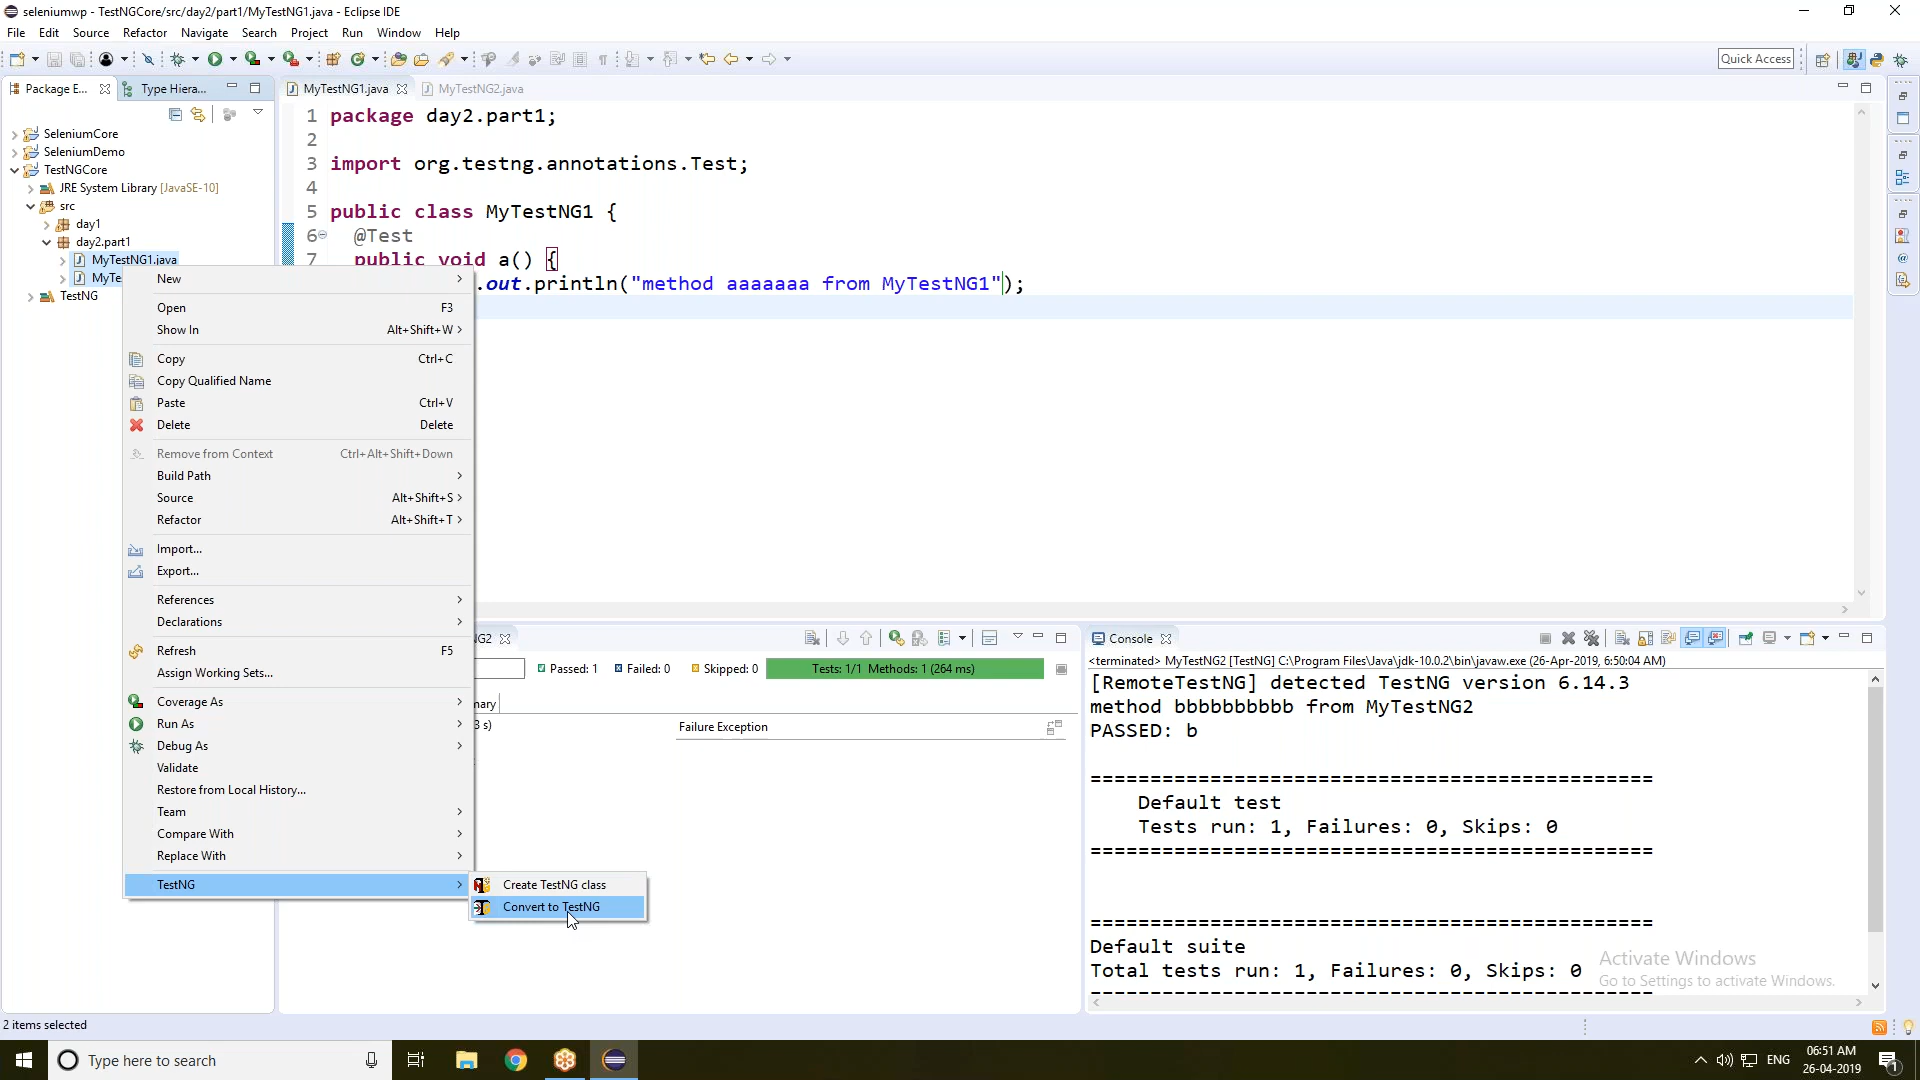 seleniumwp - TestNGCore/src/day2/part1/MyTestNG1.java - Eclipse IDE
File Edit Source Refactor Navigate Search Project Run Window Help
Quick Access
Package E...
Type Hiera...
MyTestNG1.java
MyTestNG2.java
SeleniumCore
SeleniumDemo
TestNGCore
JRE System Library [JavaSE-10]
src
day1
day2.part1
MyTestNG1.java
MyTe
TestNG
1 package day2.part1;
2
3 import org.testng.annotations.Test;
4
5 public class MyTestNG1 {
6 @Test
7 public void a() {
.out.println("method aaaaaaa from MyTestNG1");
New
Open F3
Show In Alt+Shift+W
Copy Ctrl+C
Copy Qualified Name
Paste Ctrl+V
Delete Delete
Remove from Context Ctrl+Alt+Shift+Down
Build Path
Source Alt+Shift+S
Refactor Alt+Shift+T
Import...
Export...
References
Declarations
Refresh F5
Assign Working Sets...
Coverage As
Run As
Debug As
Validate
Restore from Local History...
Team
Compare With
Replace With
TestNG
Create TestNG class
Convert to TestNG
NG2
Passed: 1 Failed: 0 Skipped: 0 Tests: 1/1 Methods: 1 (264 ms)
nary
3 s)
Failure Exception
Console
<terminated> MyTestNG2 [TestNG] C:\Program Files\Java\jdk-10.0.2\bin\javaw.exe (26-Apr-2019, 6:50:04 AM)
[RemoteTestNG] detected TestNG version 6.14.3
method bbbbbbbbbb from MyTestNG2
PASSED: b
===============================================
Default test
Tests run: 1, Failures: 0, Skips: 0
===============================================
===============================================
Default suite
Total tests run: 1, Failures: 0, Skips: 0
===============================================
Activate Windows
Go to Settings to activate Windows.
2 items selected
Type here to search
ENG
06:51 AM
26-04-2019
1